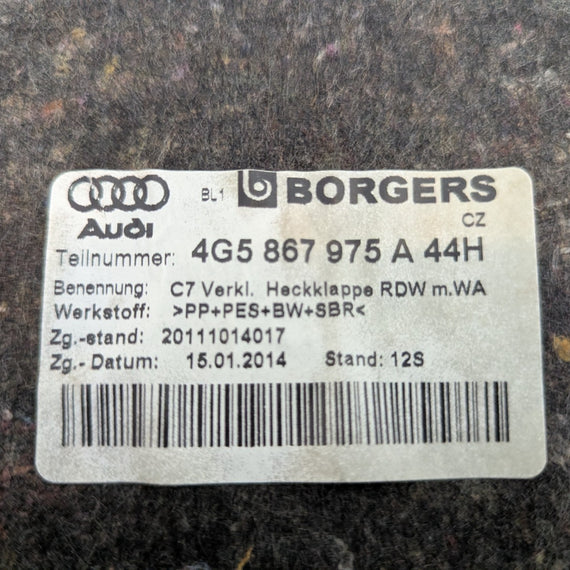 BL1 b BORGERS
Audi CZ
Teilnummer: 4G5 867 975 A 44H
Benennung: C7 Verkl. Heckklappe RDW m.WA
Werkstoff: >PP+PES+BW+SBR<
Zg.-stand: 20111014017
Zg.- Datum: 15.01.2014 Stand: 12S